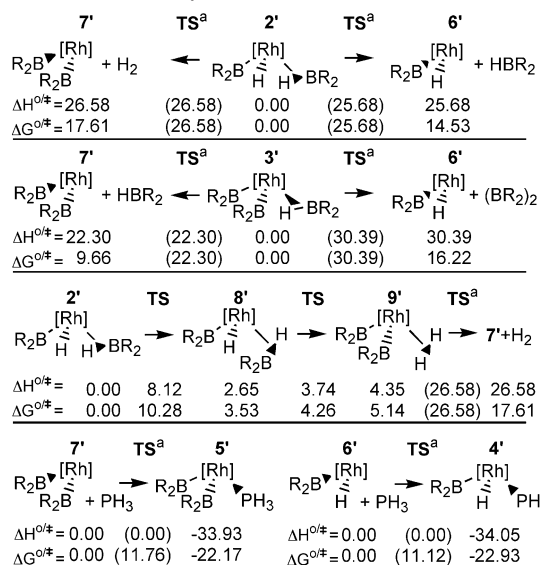 7' TSᵃ 2' TSᵃ 6'
[Rh] [Rh] [Rh]
R₂B R₂B + H₂ R₂B H H BR₂ R₂B H + HBR₂
ΔH°/‡= 26.58 (26.58) 0.00 (25.68) 25.68
ΔG°/‡= 17.61 (26.58) 0.00 (25.68) 14.53
7' TSᵃ 3' TSᵃ 6'
[Rh] [Rh] [Rh]
R₂B R₂B + HBR₂ R₂B R₂B H BR₂ R₂B H + (BR₂)₂
ΔH°/‡= 22.30 (22.30) 0.00 (30.39) 30.39
ΔG°/‡= 9.66 (22.30) 0.00 (30.39) 16.22
2' TS 8' TS 9' TSᵃ
[Rh] [Rh] [Rh]
R₂B H H BR₂ R₂B H H R₂B R₂B R₂B H H 7'+H₂
ΔH°/‡= 0.00 8.12 2.65 3.74 4.35 (26.58) 26.58
ΔG°/‡= 0.00 10.28 3.53 4.26 5.14 (26.58) 17.61
7' TSᵃ 5' 6' TSᵃ 4'
[Rh] [Rh] [Rh] [Rh]
R₂B R₂B + PH₃ R₂B R₂B PH₃ R₂B H + PH₃ R₂B H PH
ΔH°/‡= 0.00 (0.00) -33.93 ΔH°/‡= 0.00 (0.00) -34.05
ΔG°/‡= 0.00 (11.76) -22.17 ΔG°/‡= 0.00 (11.12) -22.93